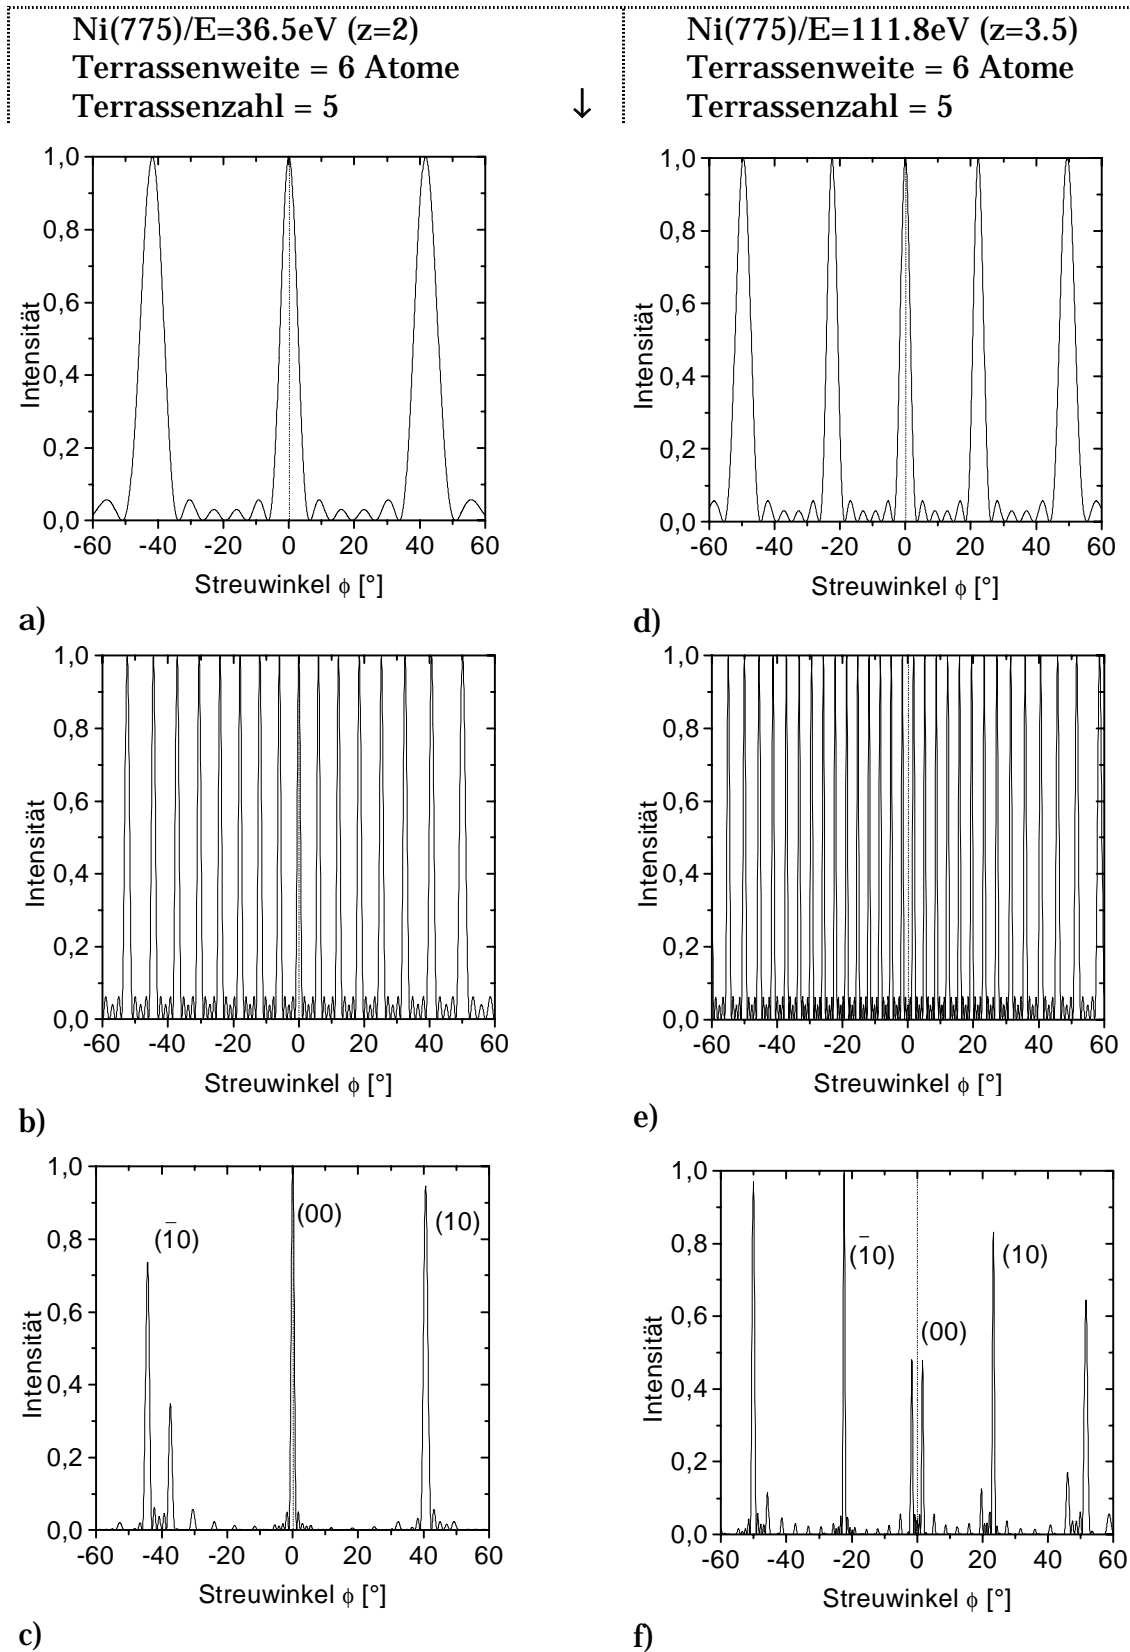 Ni(775)/E=36.5eV (z=2)
Terrassenweite = 6 Atome
Terrassenzahl = 5
↓
Ni(775)/E=111.8eV (z=3.5)
Terrassenweite = 6 Atome
Terrassenzahl = 5
1,0
0,8
0,6
0,4
0,2
0,0
Intensität
-60 -40 -20 0 20 40 60
Streuwinkel ϕ [°]
a)
1,0
0,8
0,6
0,4
0,2
0,0
Intensität
-60 -40 -20 0 20 40 60
Streuwinkel ϕ [°]
d)
1,0
0,8
0,6
0,4
0,2
0,0
Intensität
-60 -40 -20 0 20 40 60
Streuwinkel ϕ [°]
b)
1,0
0,8
0,6
0,4
0,2
0,0
Intensität
-60 -40 -20 0 20 40 60
Streuwinkel ϕ [°]
e)
1,0
0,8
0,6
0,4
0,2
0,0
Intensität
(1̄0)
(00)
(10)
-60 -40 -20 0 20 40 60
Streuwinkel ϕ [°]
c)
1,0
0,8
0,6
0,4
0,2
0,0
Intensität
(1̄0)
(00)
(10)
-60 -40 -20 0 20 40 60
Streuwinkel ϕ [°]
f)